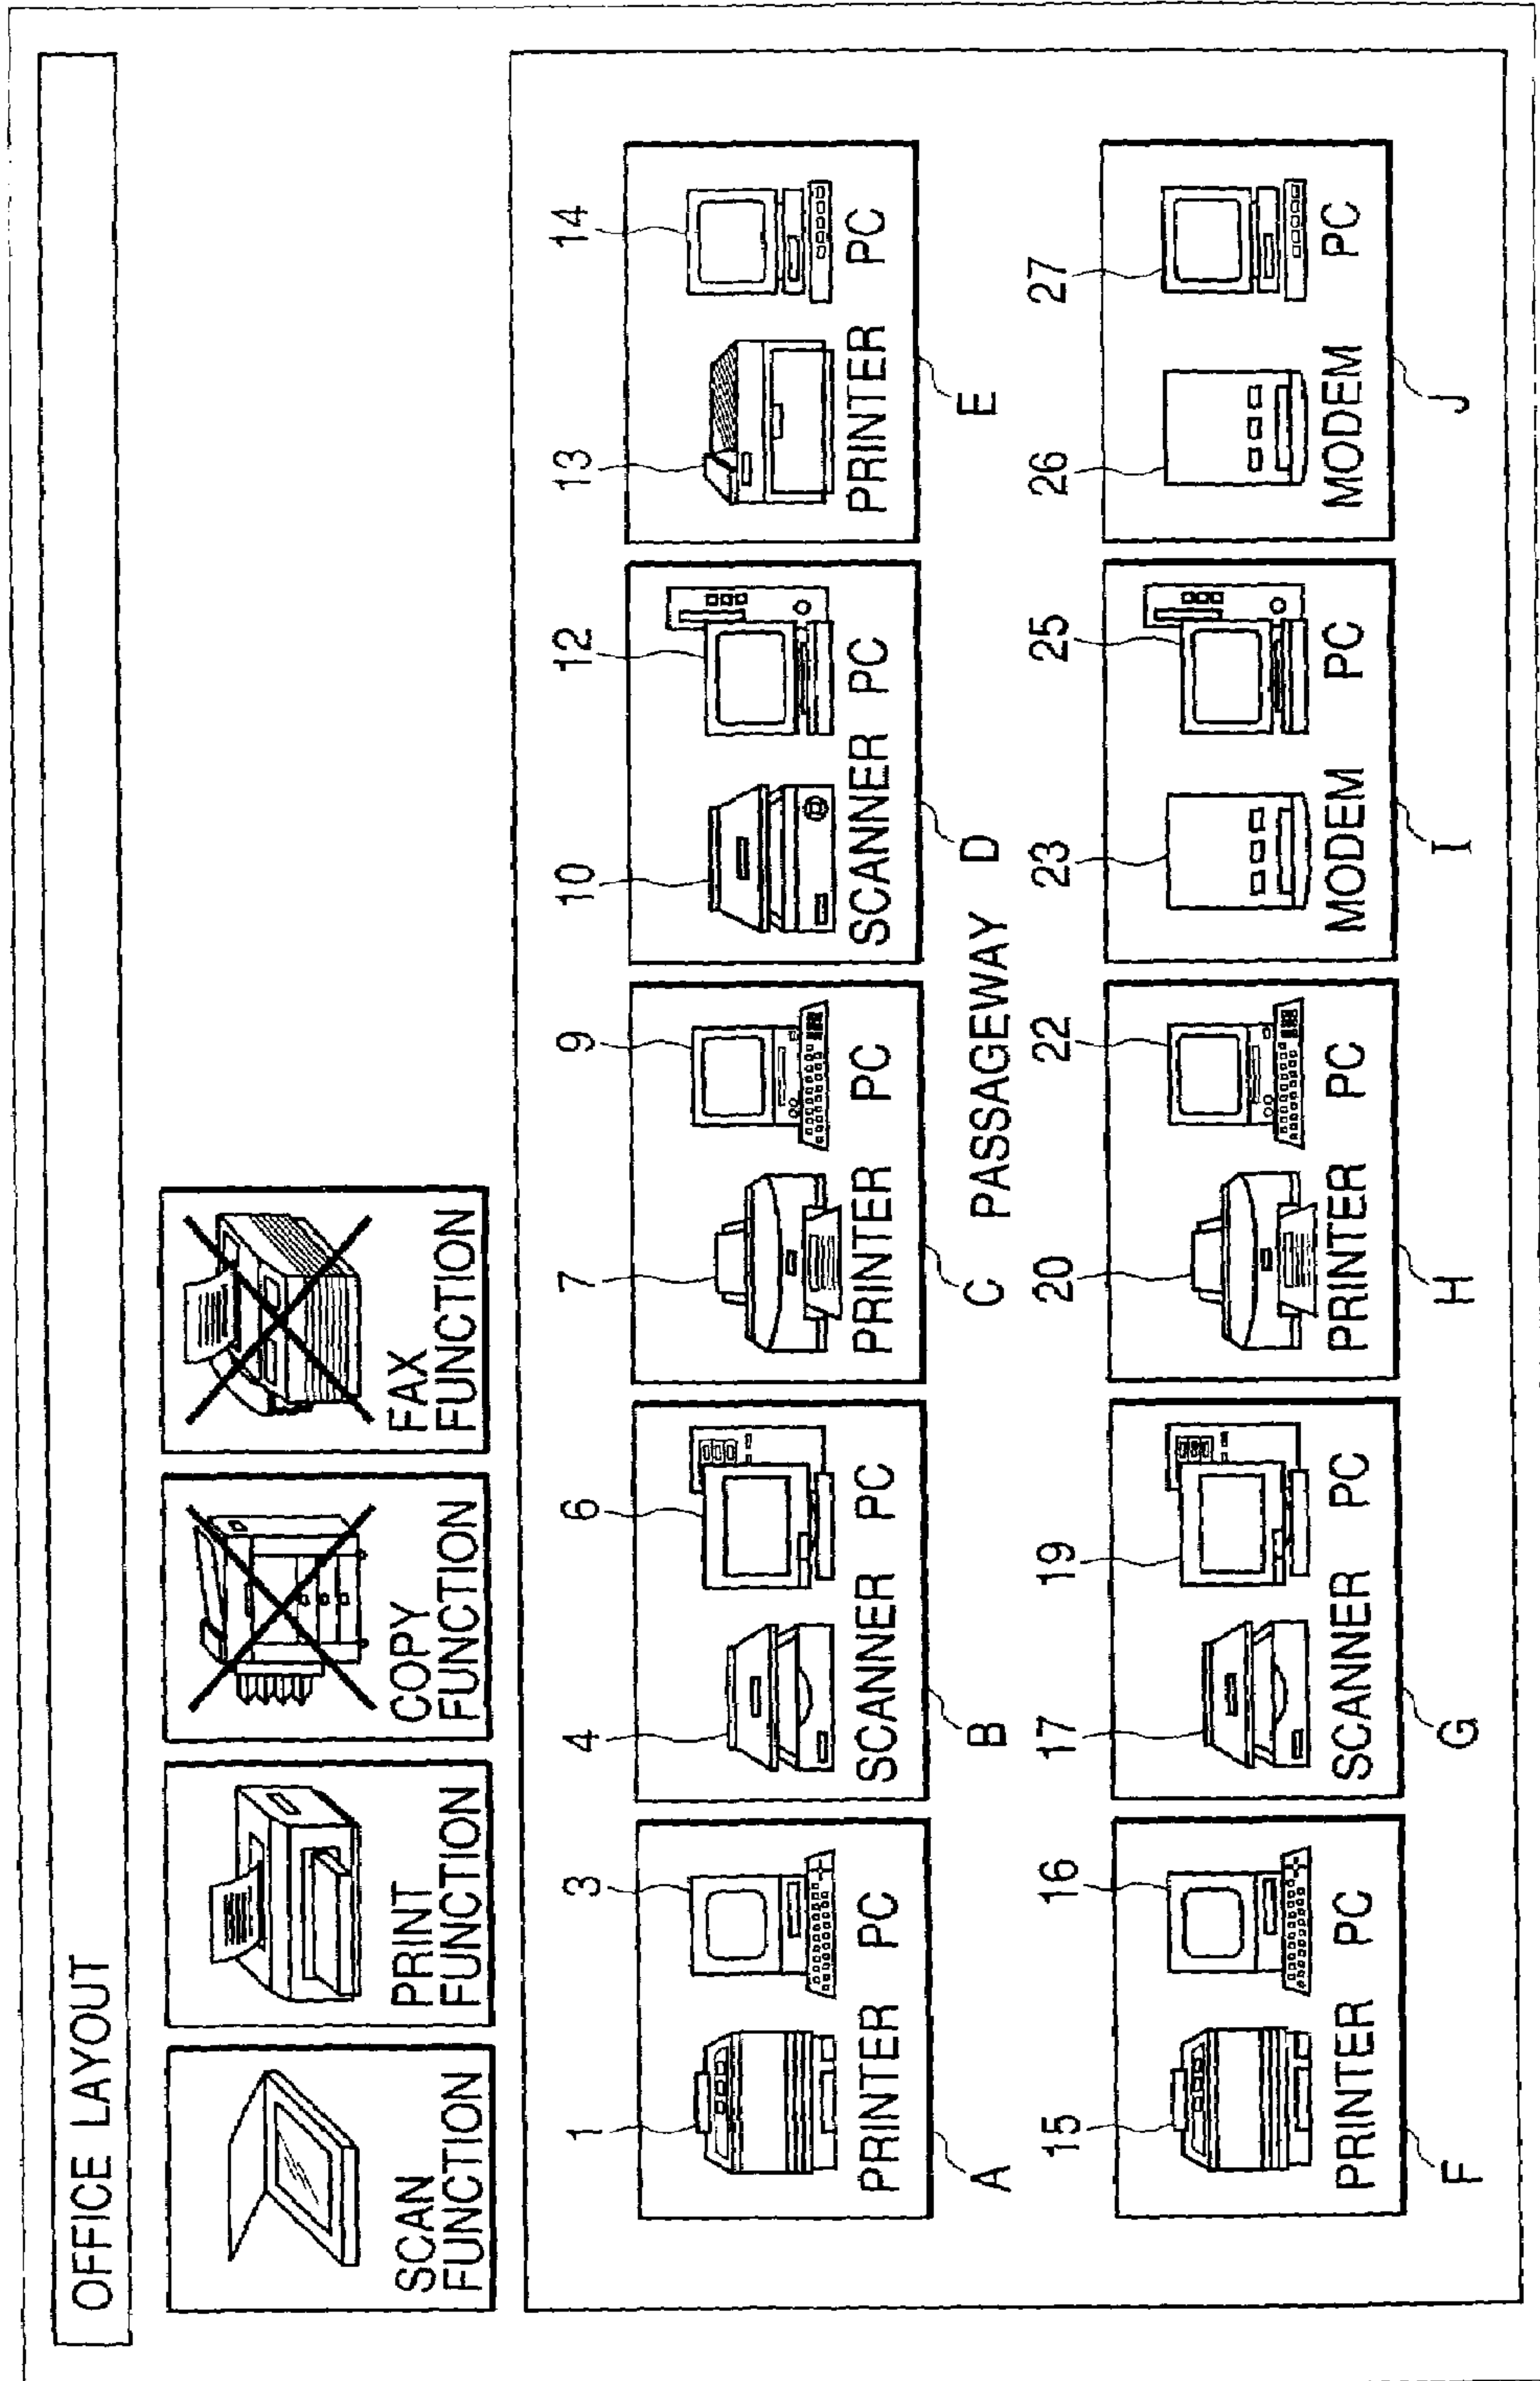 OFFICE LAYOUT
SCAN
FUNCTION
PRINT
FUNCTION
COPY
FUNCTION
FAX
FUNCTION
1 3 4 6 7 9 10 12 13 14
PRINTER PC SCANNER PC PRINTER PC SCANNER PC PRINTER PC
A B C D E
PASSAGEWAY
15 16 17 19 20 22 23 25 26 27
PRINTER PC SCANNER PC PRINTER PC MODEM PC MODEM PC
F G H I J